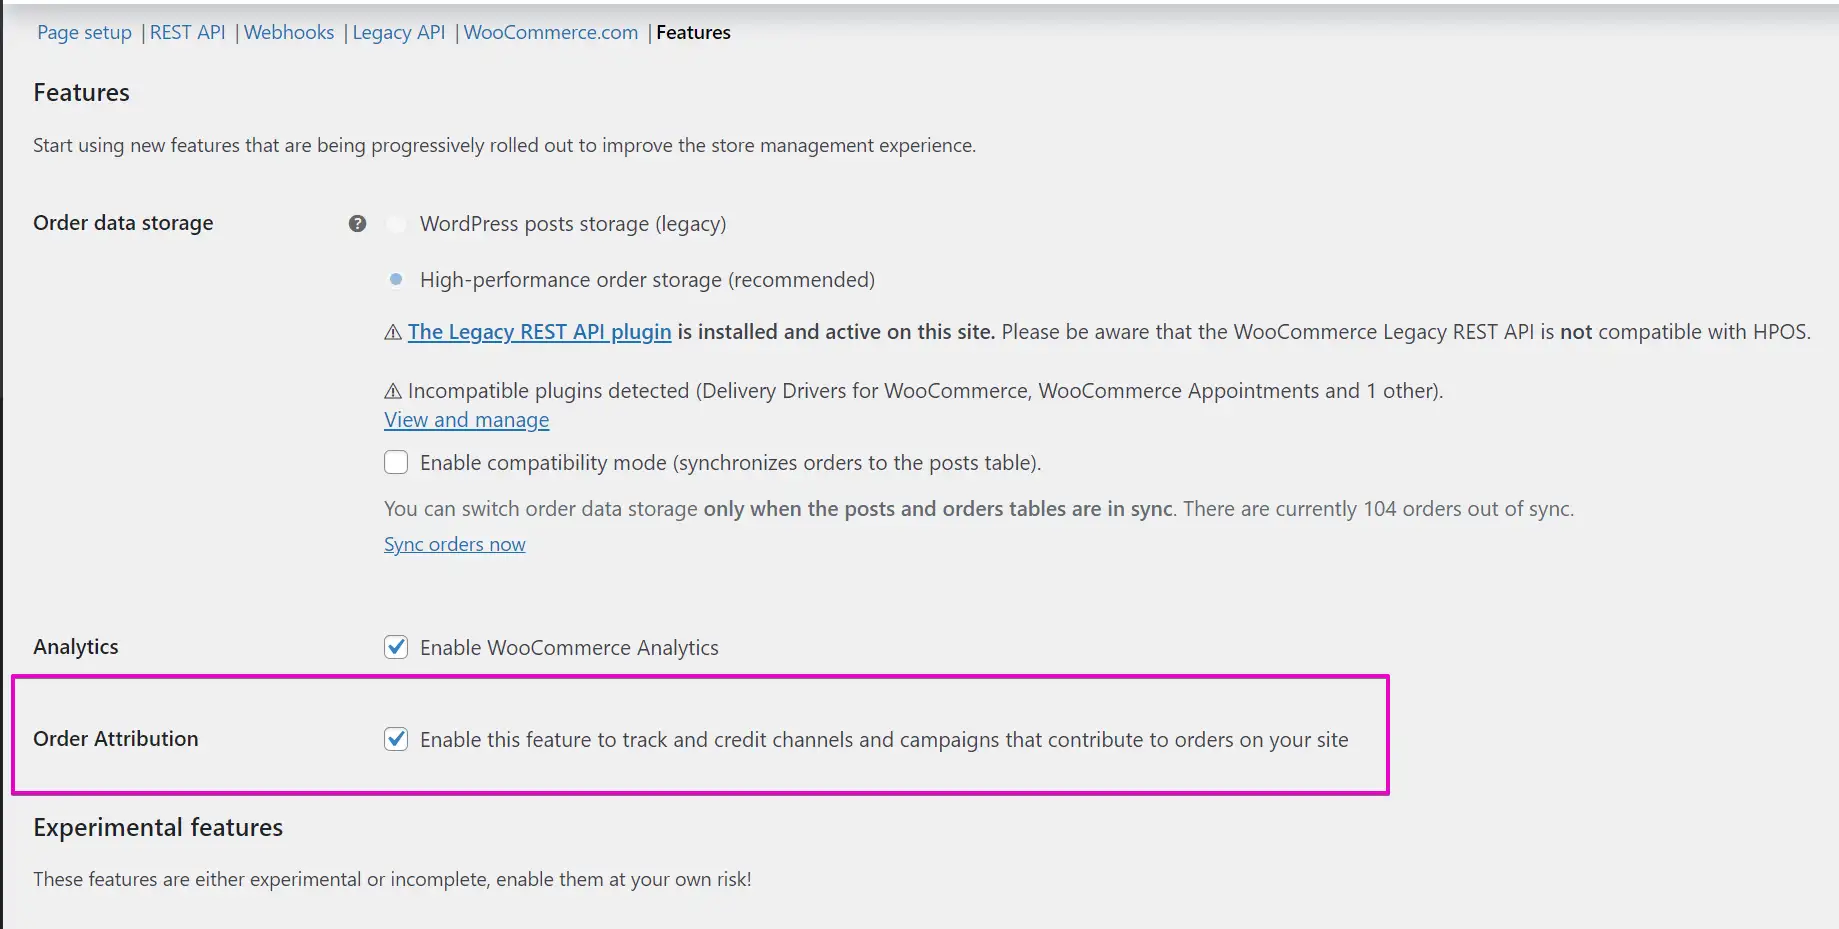 Page setup | REST API | Webhooks | Legacy API | WooCommerce.com | Features
Features
Start using new features that are being progressively rolled out to improve the store management experience.
Order data storage
? WordPress posts storage (legacy)
High-performance order storage (recommended)
⚠ The Legacy REST API plugin is installed and active on this site. Please be aware that the WooCommerce Legacy REST API is not compatible with HPOS.
⚠ Incompatible plugins detected (Delivery Drivers for WooCommerce, WooCommerce Appointments and 1 other).
View and manage
Enable compatibility mode (synchronizes orders to the posts table).
You can switch order data storage only when the posts and orders tables are in sync. There are currently 104 orders out of sync.
Sync orders now
Analytics
Enable WooCommerce Analytics
Order Attribution
Enable this feature to track and credit channels and campaigns that contribute to orders on your site
Experimental features
These features are either experimental or incomplete, enable them at your own risk!